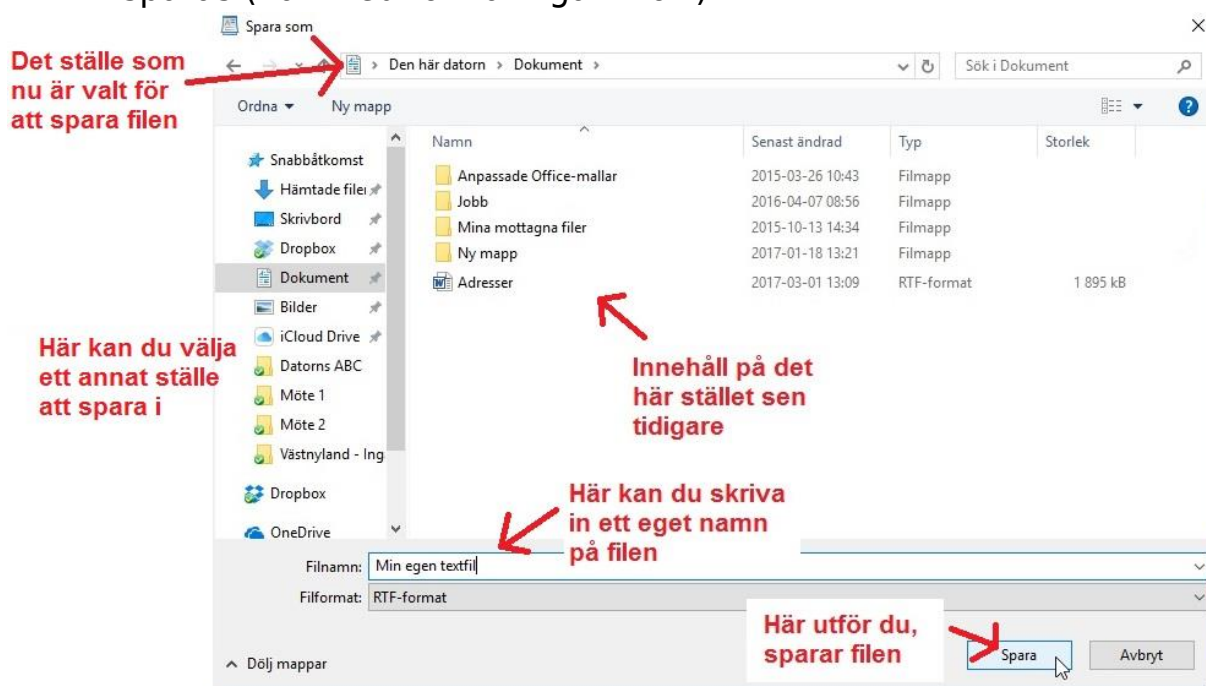 Spara som
Det ställe som
nu är valt för
att spara filen
Den här datorn > Dokument >
Sök i Dokument
Ordna
Ny mapp
Namn
Senast ändrad
Typ
Storlek
Snabbåtkomst
Hämtade filer
Skrivbord
Dropbox
Dokument
Bilder
iCloud Drive
Datorns ABC
Möte 1
Möte 2
Västnyland - Ing
Dropbox
OneDrive
Anpassade Office-mallar 2015-03-26 10:43 Filmapp
Jobb 2016-04-07 08:56 Filmapp
Mina mottagna filer 2015-10-13 14:34 Filmapp
Ny mapp 2017-01-18 13:21 Filmapp
Adresser 2017-03-01 13:09 RTF-format 1 895 kB
Här kan du välja
ett annat ställe
att spara i
Innehåll på det
här stället sen
tidigare
Här kan du skriva
in ett eget namn
på filen
Filnamn: Min egen textfil
Filformat: RTF-format
Här utför du,
sparar filen
Dölj mappar
Spara
Avbryt